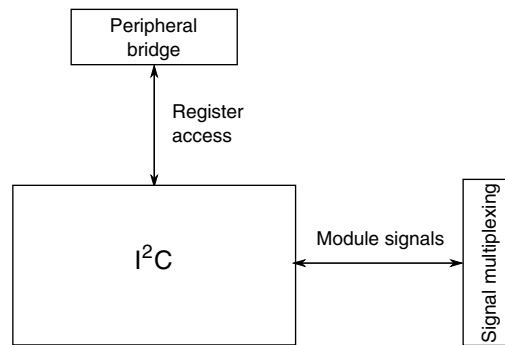 Peripheral
bridge
Register
access
I²C
Module signals
Signal multiplexing